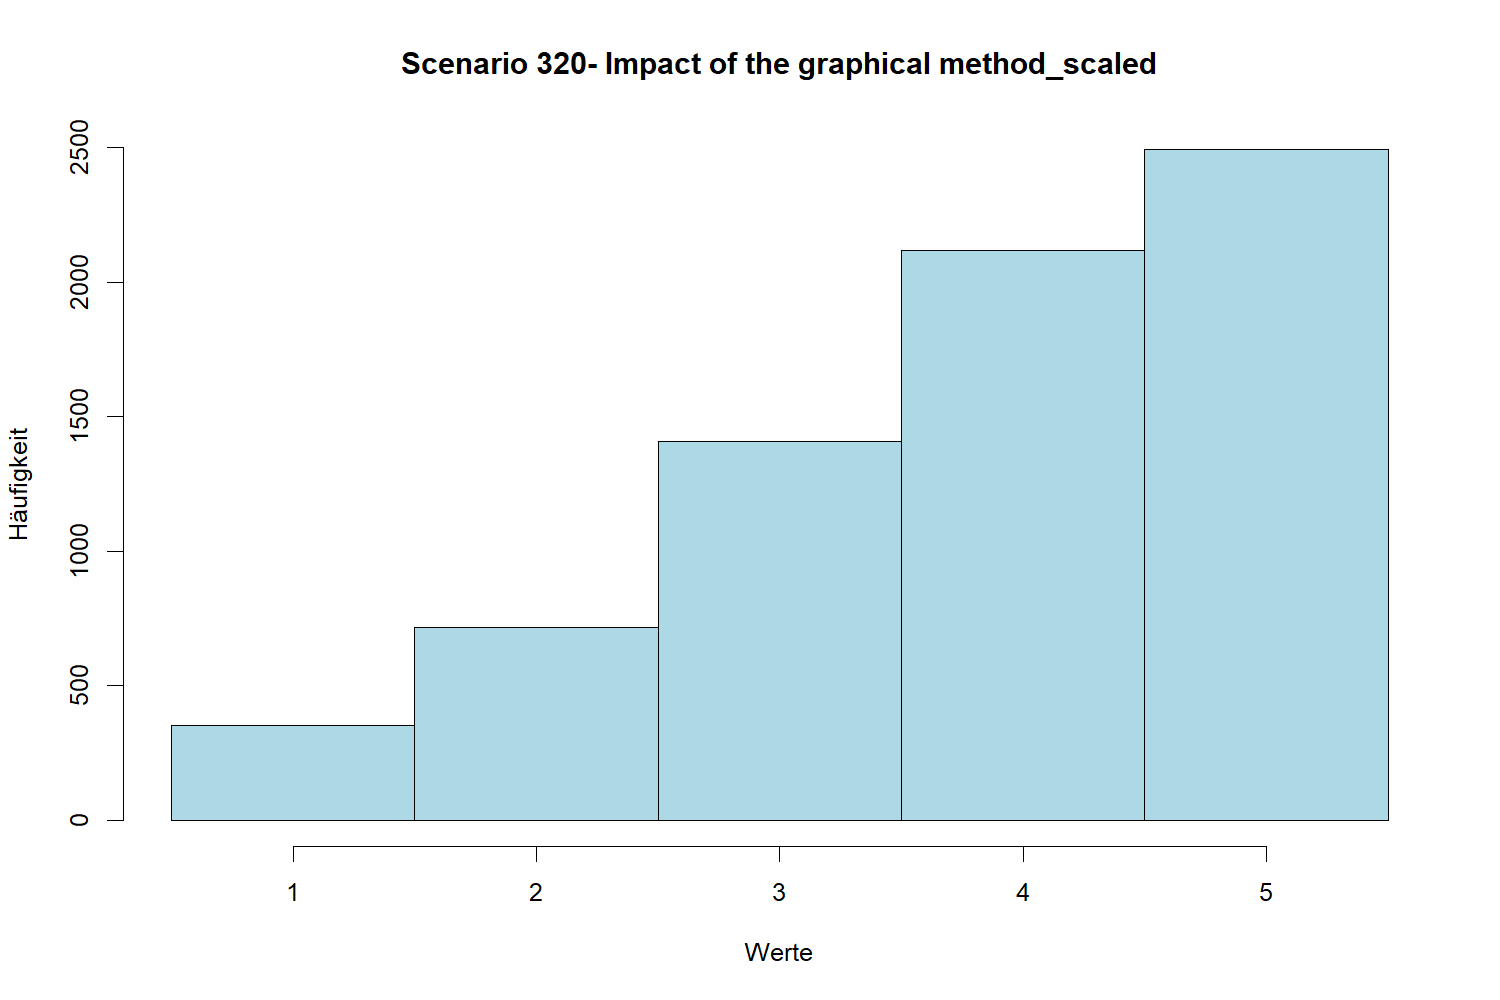 Scenario 320- Impact of the graphical method_scaled
Häufigkeit
2500
2000
1500
1000
500
0
1 2 3 4 5
Werte